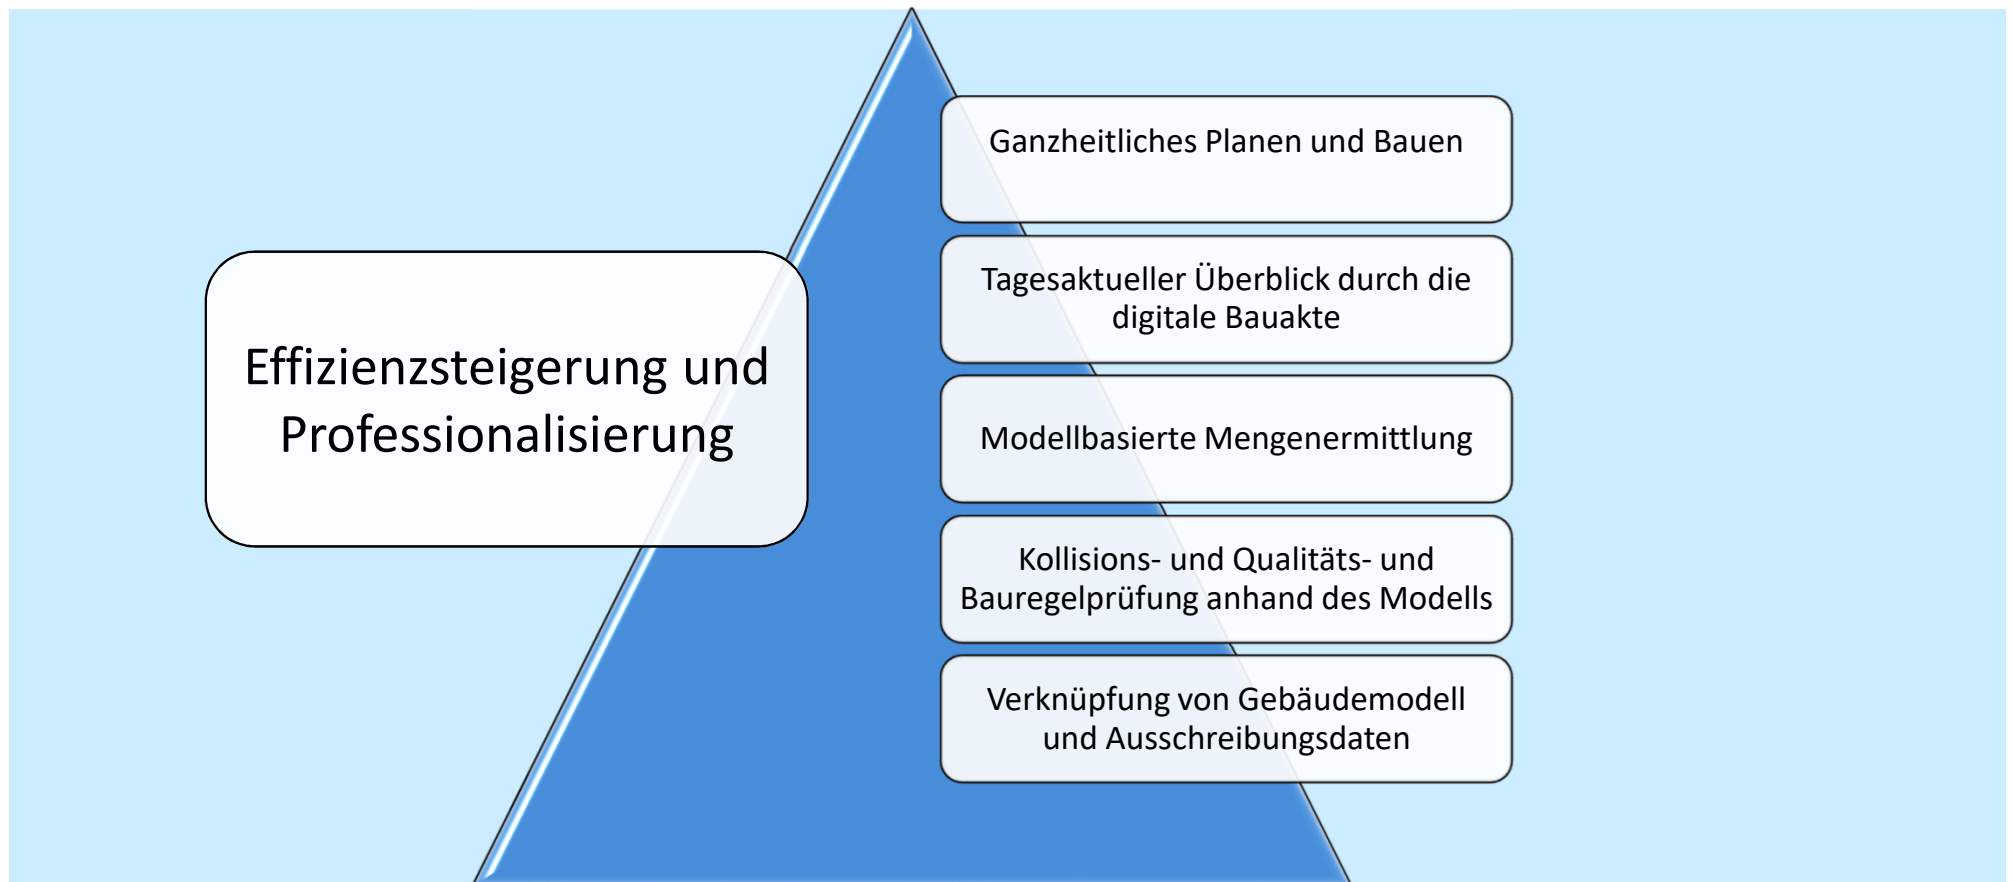 Effizienzsteigerung und
Professionalisierung
Ganzheitliches Planen und Bauen
Tagesaktueller Überblick durch die
digitale Bauakte
Modellbasierte Mengenermittlung
Kollisions- und Qualitäts- und
Bauregelprüfung anhand des Modells
Verknüpfung von Gebäudemodell
und Ausschreibungsdaten